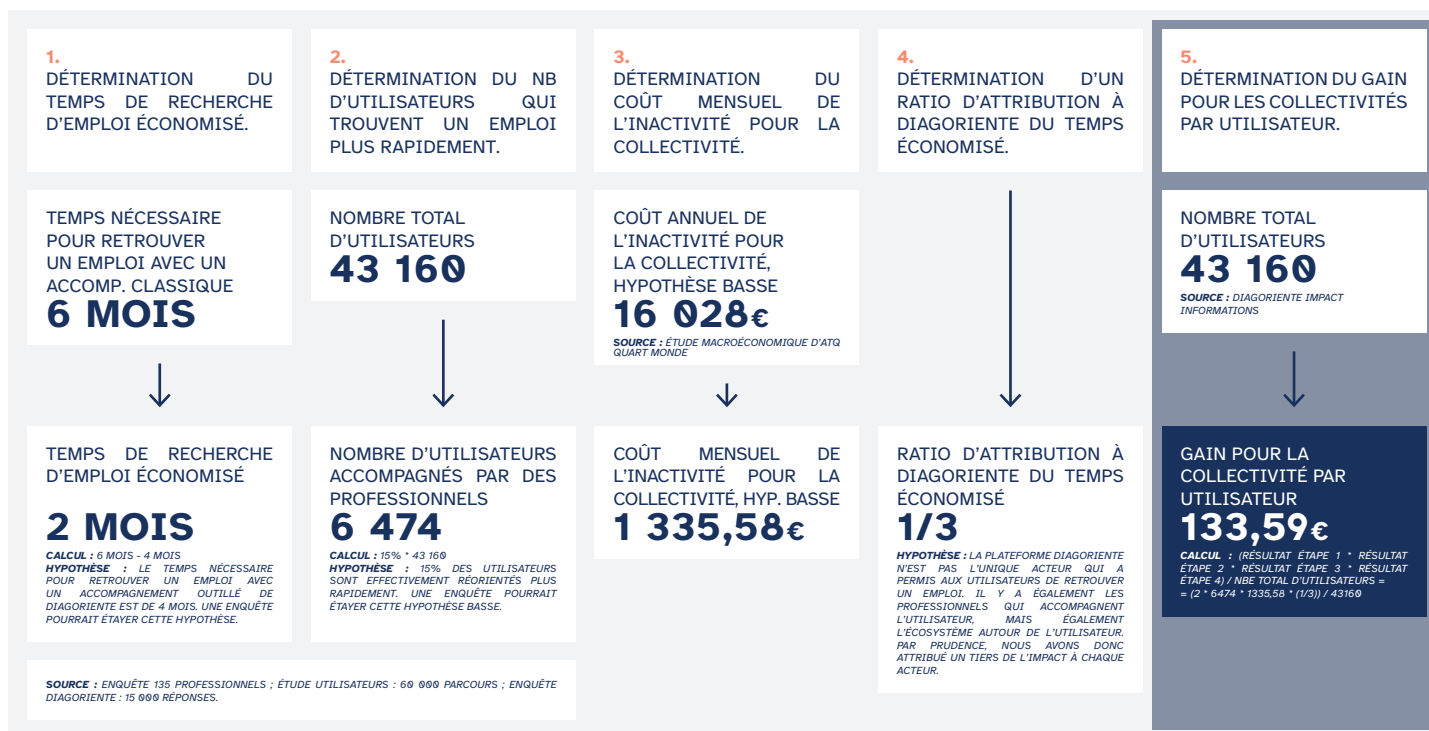 1.
DÉTERMINATION DU
TEMPS DE RECHERCHE
D'EMPLOI ÉCONOMISÉ.
2.
DÉTERMINATION DU NB
D'UTILISATEURS QUI
TROUVENT UN EMPLOI
PLUS RAPIDEMENT.
3.
DÉTERMINATION DU
COÛT MENSUEL DE
L'INACTIVITÉ POUR LA
COLLECTIVITÉ.
4.
DÉTERMINATION D'UN
RATIO D'ATTRIBUTION À
DIAGORIENTE DU TEMPS
ÉCONOMISÉ.
5.
DÉTERMINATION DU GAIN
POUR LES COLLECTIVITÉS
PAR UTILISATEUR.
TEMPS NÉCESSAIRE
POUR RETROUVER
UN EMPLOI AVEC UN
ACCOMP. CLASSIQUE
6 MOIS
NOMBRE TOTAL
D'UTILISATEURS
43 160
COÛT ANNUEL DE
L'INACTIVITÉ POUR
LA COLLECTIVITÉ,
HYPOTHÈSE BASSE
16 028€
SOURCE : ÉTUDE MACROÉCONOMIQUE D'ATQ
QUART MONDE
NOMBRE TOTAL
D'UTILISATEURS
43 160
SOURCE : DIAGORIENTE IMPACT
INFORMATIONS
TEMPS DE RECHERCHE
D'EMPLOI ÉCONOMISÉ
2 MOIS
CALCUL : 6 MOIS - 4 MOIS
HYPOTHÈSE : LE TEMPS NÉCESSAIRE
POUR RETROUVER UN EMPLOI AVEC
UN ACCOMPAGNEMENT OUTILLÉ DE
DIAGORIENTE EST DE 4 MOIS. UNE ENQUÊTE
POURRAIT ÉTAYER CETTE HYPOTHÈSE.
NOMBRE D'UTILISATEURS
ACCOMPAGNÉS PAR DES
PROFESSIONNELS
6 474
CALCUL : 15% * 43 160
HYPOTHÈSE : 15% DES UTILISATEURS
SONT EFFECTIVEMENT RÉORIENTÉS PLUS
RAPIDEMENT. UNE ENQUÊTE POURRAIT
ÉTAYER CETTE HYPOTHÈSE BASSE.
COÛT MENSUEL DE
L'INACTIVITÉ POUR LA
COLLECTIVITÉ, HYP. BASSE
1 335,58€
RATIO D'ATTRIBUTION À
DIAGORIENTE DU TEMPS
ÉCONOMISÉ
1/3
HYPOTHÈSE : LA PLATEFORME DIAGORIENTE
N'EST PAS L'UNIQUE ACTEUR QUI A
PERMIS AUX UTILISATEURS DE RETROUVER
UN EMPLOI. IL Y A ÉGALEMENT LES
PROFESSIONNELS QUI ACCOMPAGNENT
L'UTILISATEUR, MAIS ÉGALEMENT
L'ÉCOSYSTÈME AUTOUR DE L'UTILISATEUR.
PAR PRUDENCE, NOUS AVONS DONC
ATTRIBUÉ UN TIERS DE L'IMPACT À CHAQUE
ACTEUR.
GAIN POUR LA
COLLECTIVITÉ PAR
UTILISATEUR
133,59€
CALCUL : (RÉSULTAT ÉTAPE 1 * RÉSULTAT
ÉTAPE 2 * RÉSULTAT ÉTAPE 3 * RÉSULTAT
ÉTAPE 4) / NBE TOTAL D'UTILISATEURS =
= (2 * 6474 * 1335,58 * (1/3)) / 43160
SOURCE : ENQUÊTE 135 PROFESSIONNELS ; ÉTUDE UTILISATEURS : 60 000 PARCOURS ; ENQUÊTE
DIAGORIENTE : 15 000 RÉPONSES.